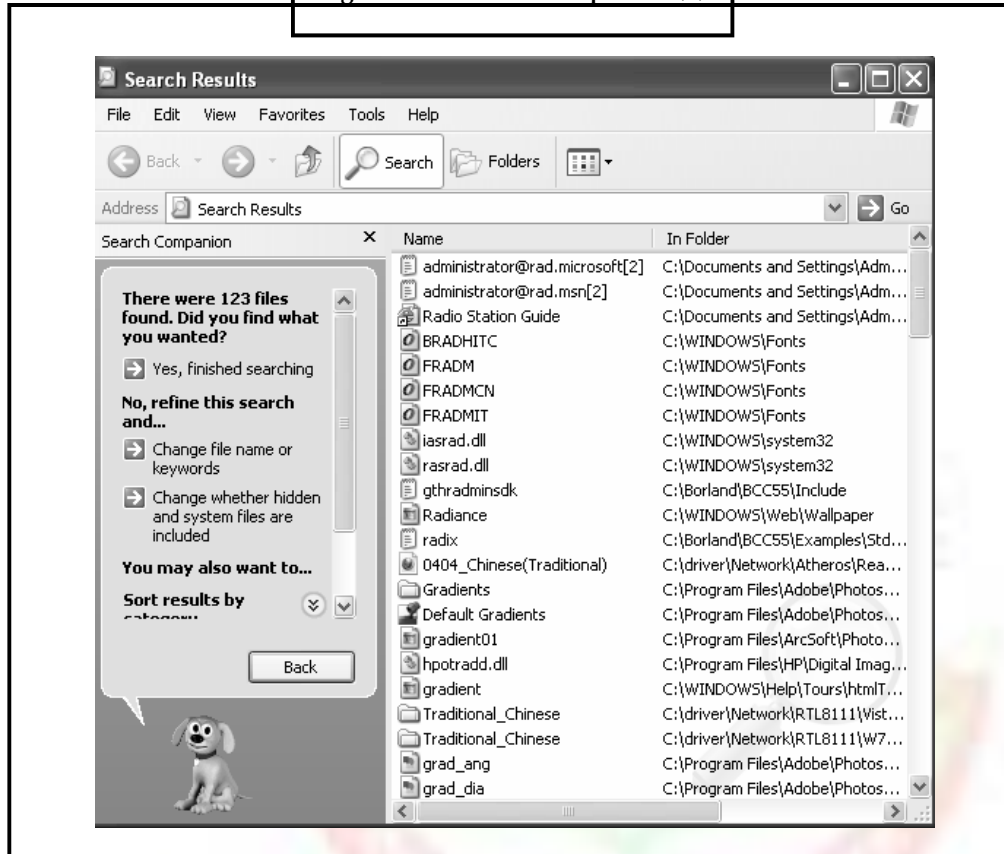 Search Results
File Edit View Favorites Tools Help
Back Search Folders
Address Search Results Go
Search Companion
There were 123 files
found. Did you find what
you wanted?
Yes, finished searching
No, refine this search
and...
Change file name or
keywords
Change whether hidden
and system files are
included
You may also want to...
Sort results by
Back
Name In Folder
administrator@rad.microsoft[2] C:\Documents and Settings\Adm...
administrator@rad.msn[2] C:\Documents and Settings\Adm...
Radio Station Guide C:\Documents and Settings\Adm...
BRADHITC C:\WINDOWS\Fonts
FRADM C:\WINDOWS\Fonts
FRADMCN C:\WINDOWS\Fonts
FRADMIT C:\WINDOWS\Fonts
iasrad.dll C:\WINDOWS\system32
rasrad.dll C:\WINDOWS\system32
gthradminsdk C:\Borland\BCC55\Include
Radiance C:\WINDOWS\Web\Wallpaper
radix C:\Borland\BCC55\Examples\Std...
0404_Chinese(Traditional) C:\driver\Network\Atheros\Rea...
Gradients C:\Program Files\Adobe\Photos...
Default Gradients C:\Program Files\Adobe\Photos...
gradient01 C:\Program Files\ArcSoft\Photo...
hpotradd.dll C:\Program Files\HP\Digital Imag...
gradient C:\WINDOWS\Help\Tours\htmlT...
Traditional_Chinese C:\driver\Network\RTL8111\Vist...
Traditional_Chinese C:\driver\Network\RTL8111\W7...
grad_ang C:\Program Files\Adobe\Photos...
grad_dia C:\Program Files\Adobe\Photos...